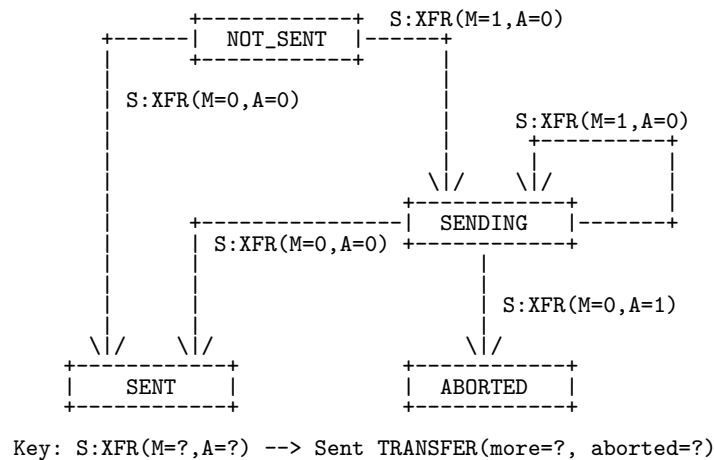 S:XFR(M=1,A=0)
NOT_SENT
S:XFR(M=0,A=0)
S:XFR(M=1,A=0)
SENDING
S:XFR(M=0,A=0)
S:XFR(M=0,A=1)
SENT
ABORTED
Key: S:XFR(M=?,A=?) --> Sent TRANSFER(more=?, aborted=?)